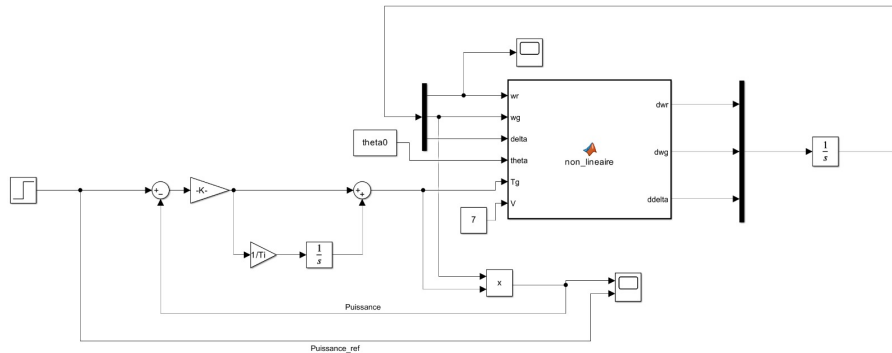 wr
dwr
wg
delta
theta0
theta
non_lineaire
dwg
1
s
Tg
+
-
-K-
+
+
7
V
ddelta
1/Ti
1
s
x
Puissance
Puissance_ref